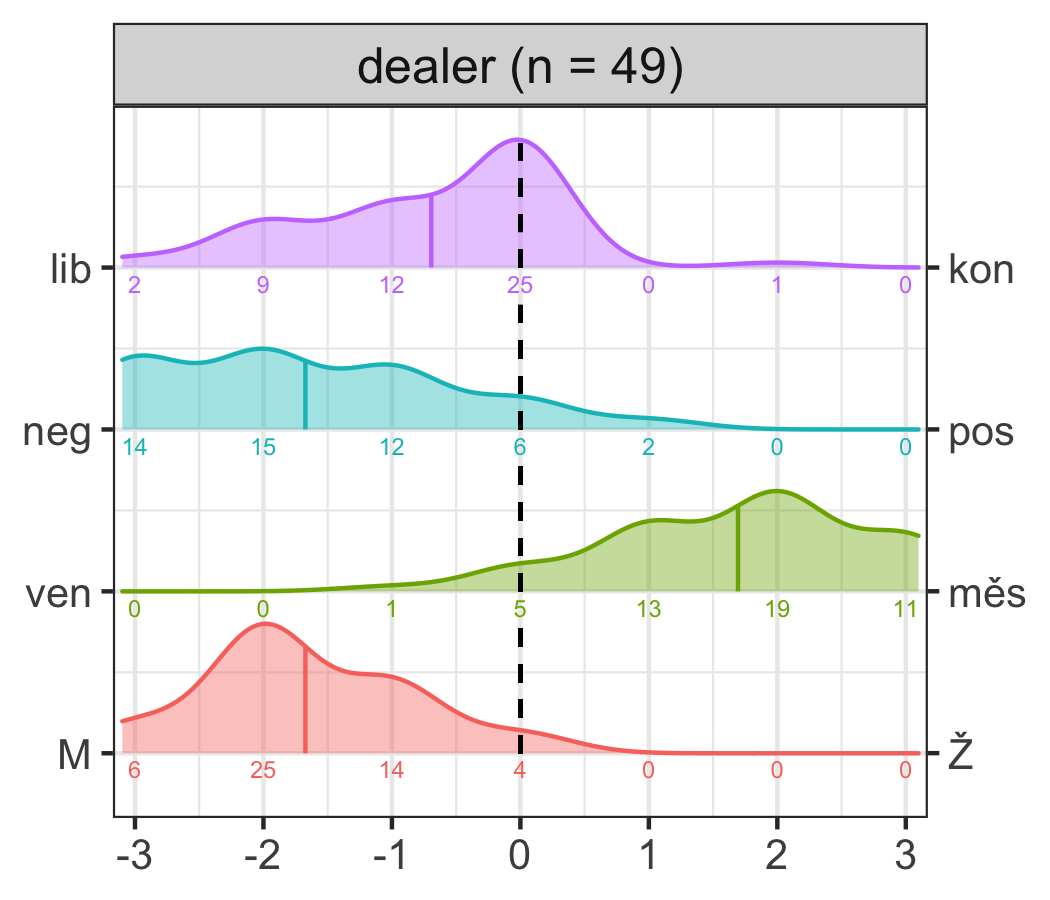 dealer (n = 49)
lib kon
2 9 12 25 0 1 0
neg pos
14 15 12 6 2 0 0
ven měs
0 0 1 5 13 19 11
M Ž
6 25 14 4 0 0 0
-3 -2 -1 0 1 2 3